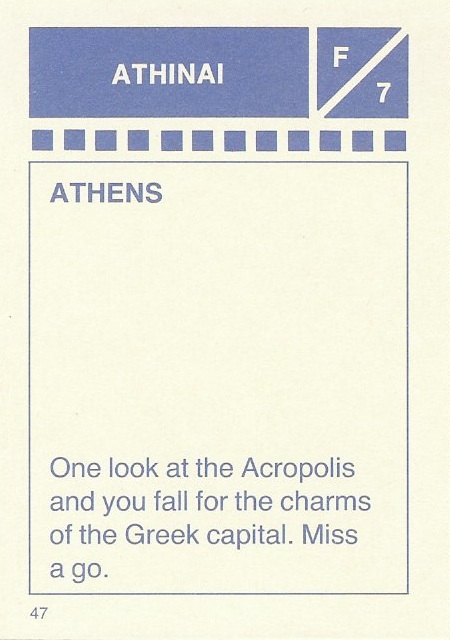 ATHINAI
F
7
ATHENS
One look at the Acropolis
and you fall for the charms
of the Greek capital. Miss
a go.
47